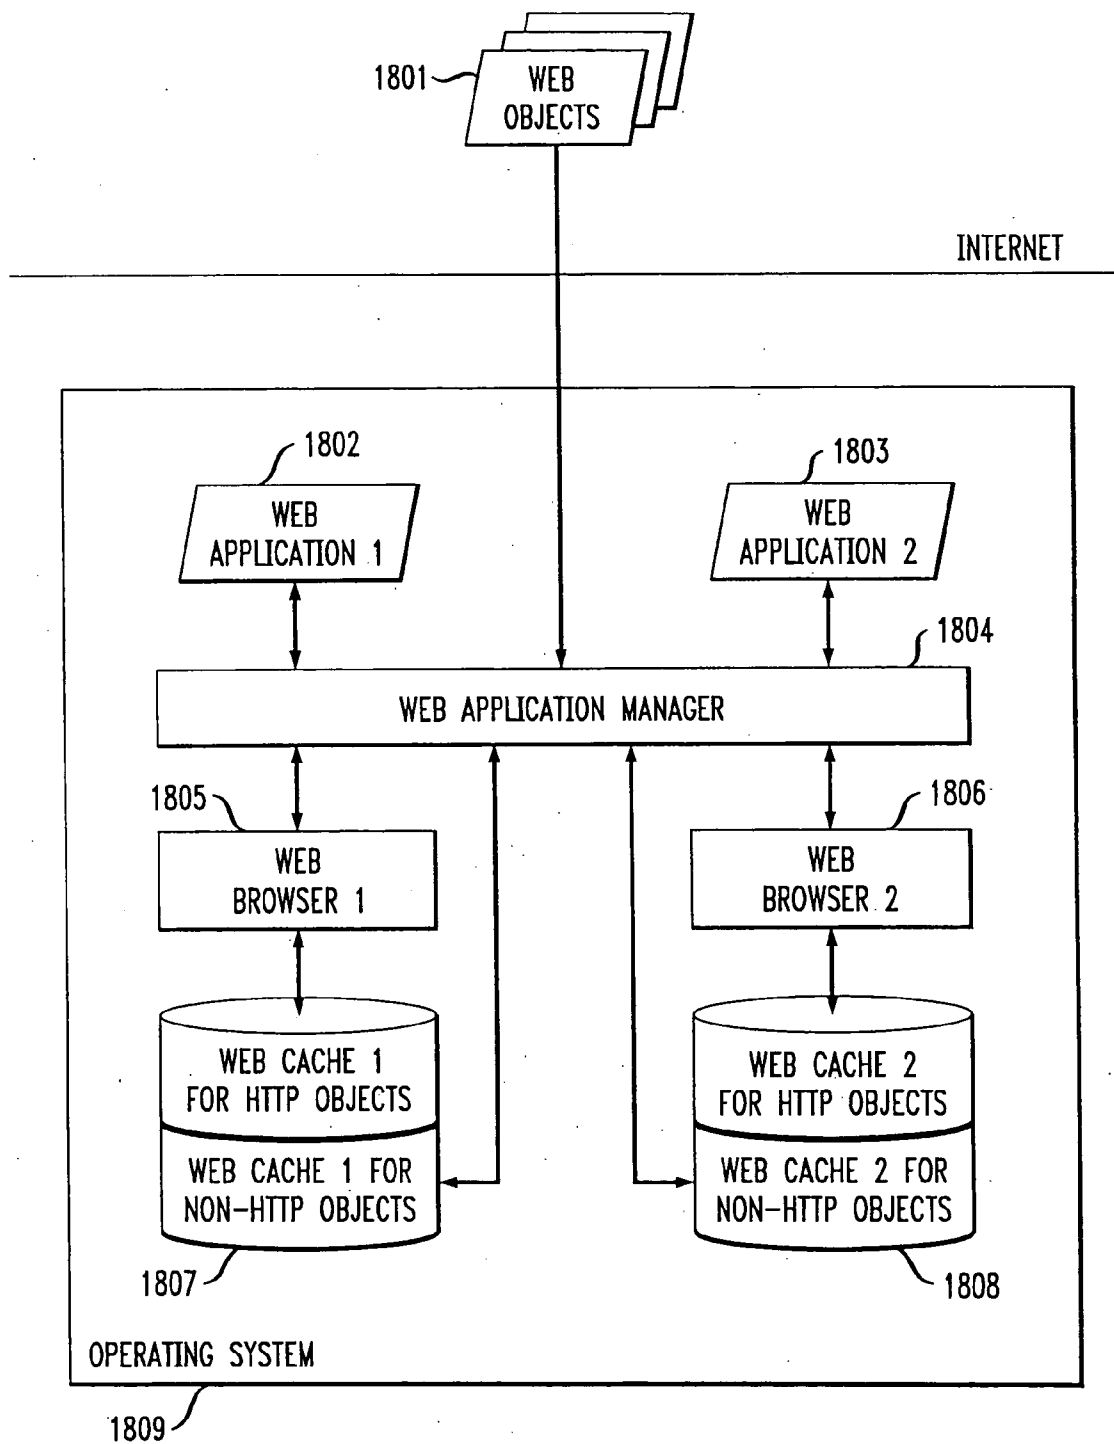 1801
WEB
OBJECTS
INTERNET
1802
1803
WEB
APPLICATION 1
WEB
APPLICATION 2
1804
WEB APPLICATION MANAGER
1805
1806
WEB
BROWSER 1
WEB
BROWSER 2
WEB CACHE 1
FOR HTTP OBJECTS
WEB CACHE 2
FOR HTTP OBJECTS
WEB CACHE 1 FOR
NON-HTTP OBJECTS
WEB CACHE 2 FOR
NON-HTTP OBJECTS
1807
1808
OPERATING SYSTEM
1809